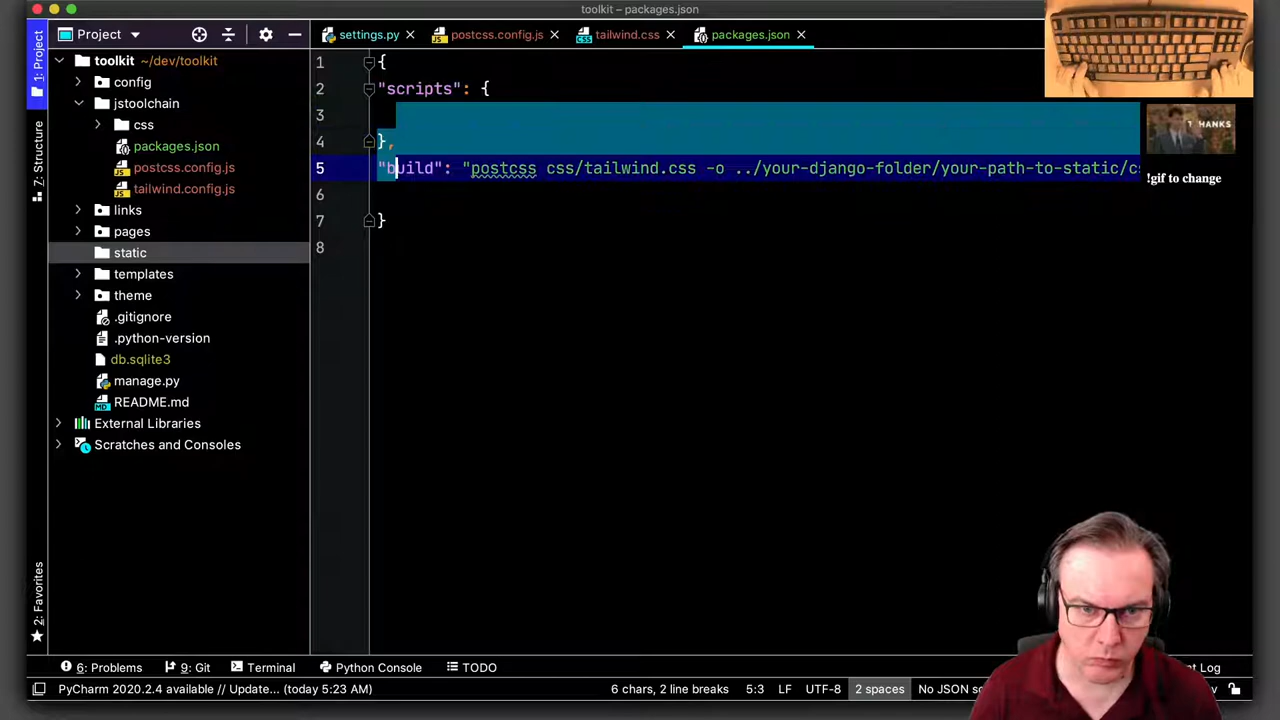 toolkit – packages.json
Project
settings.py
postcss.config.js
tailwind.css
packages.json
1: Project
7: Structure
2: Favorites
toolkit ~/dev/toolkit
config
jstoolchain
css
packages.json
postcss.config.js
tailwind.config.js
links
pages
static
templates
theme
.gitignore
.python-version
db.sqlite3
manage.py
README.md
External Libraries
Scratches and Consoles
1 {
2 "scripts": {
3
4 },
5 "build": "postcss css/tailwind.css -o ../your-django-folder/your-path-to-static/cs
6
7 }
8
THANKS
!gif to change
6: Problems
9: Git
Terminal
Python Console
TODO
t Log
PyCharm 2020.2.4 available // Update... (today 5:23 AM)
6 chars, 2 line breaks
5:3
LF
UTF-8
2 spaces
No JSON s